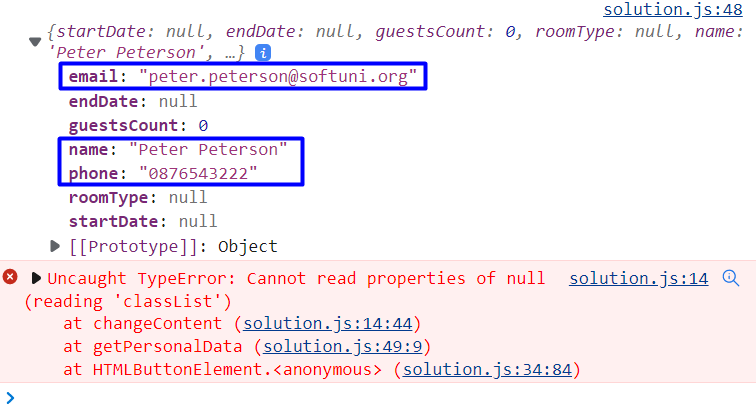 solution.js:48
{startDate: null, endDate: null, guestsCount: 0, roomType: null, name:
'Peter Peterson', …} i
email: "peter.peterson@softuni.org"
endDate: null
guestsCount: 0
name: "Peter Peterson"
phone: "0876543222"
roomType: null
startDate: null
[[Prototype]]: Object
Uncaught TypeError: Cannot read properties of null solution.js:14
(reading 'classList')
at changeContent (solution.js:14:44)
at getPersonalData (solution.js:49:9)
at HTMLButtonElement.<anonymous> (solution.js:34:84)